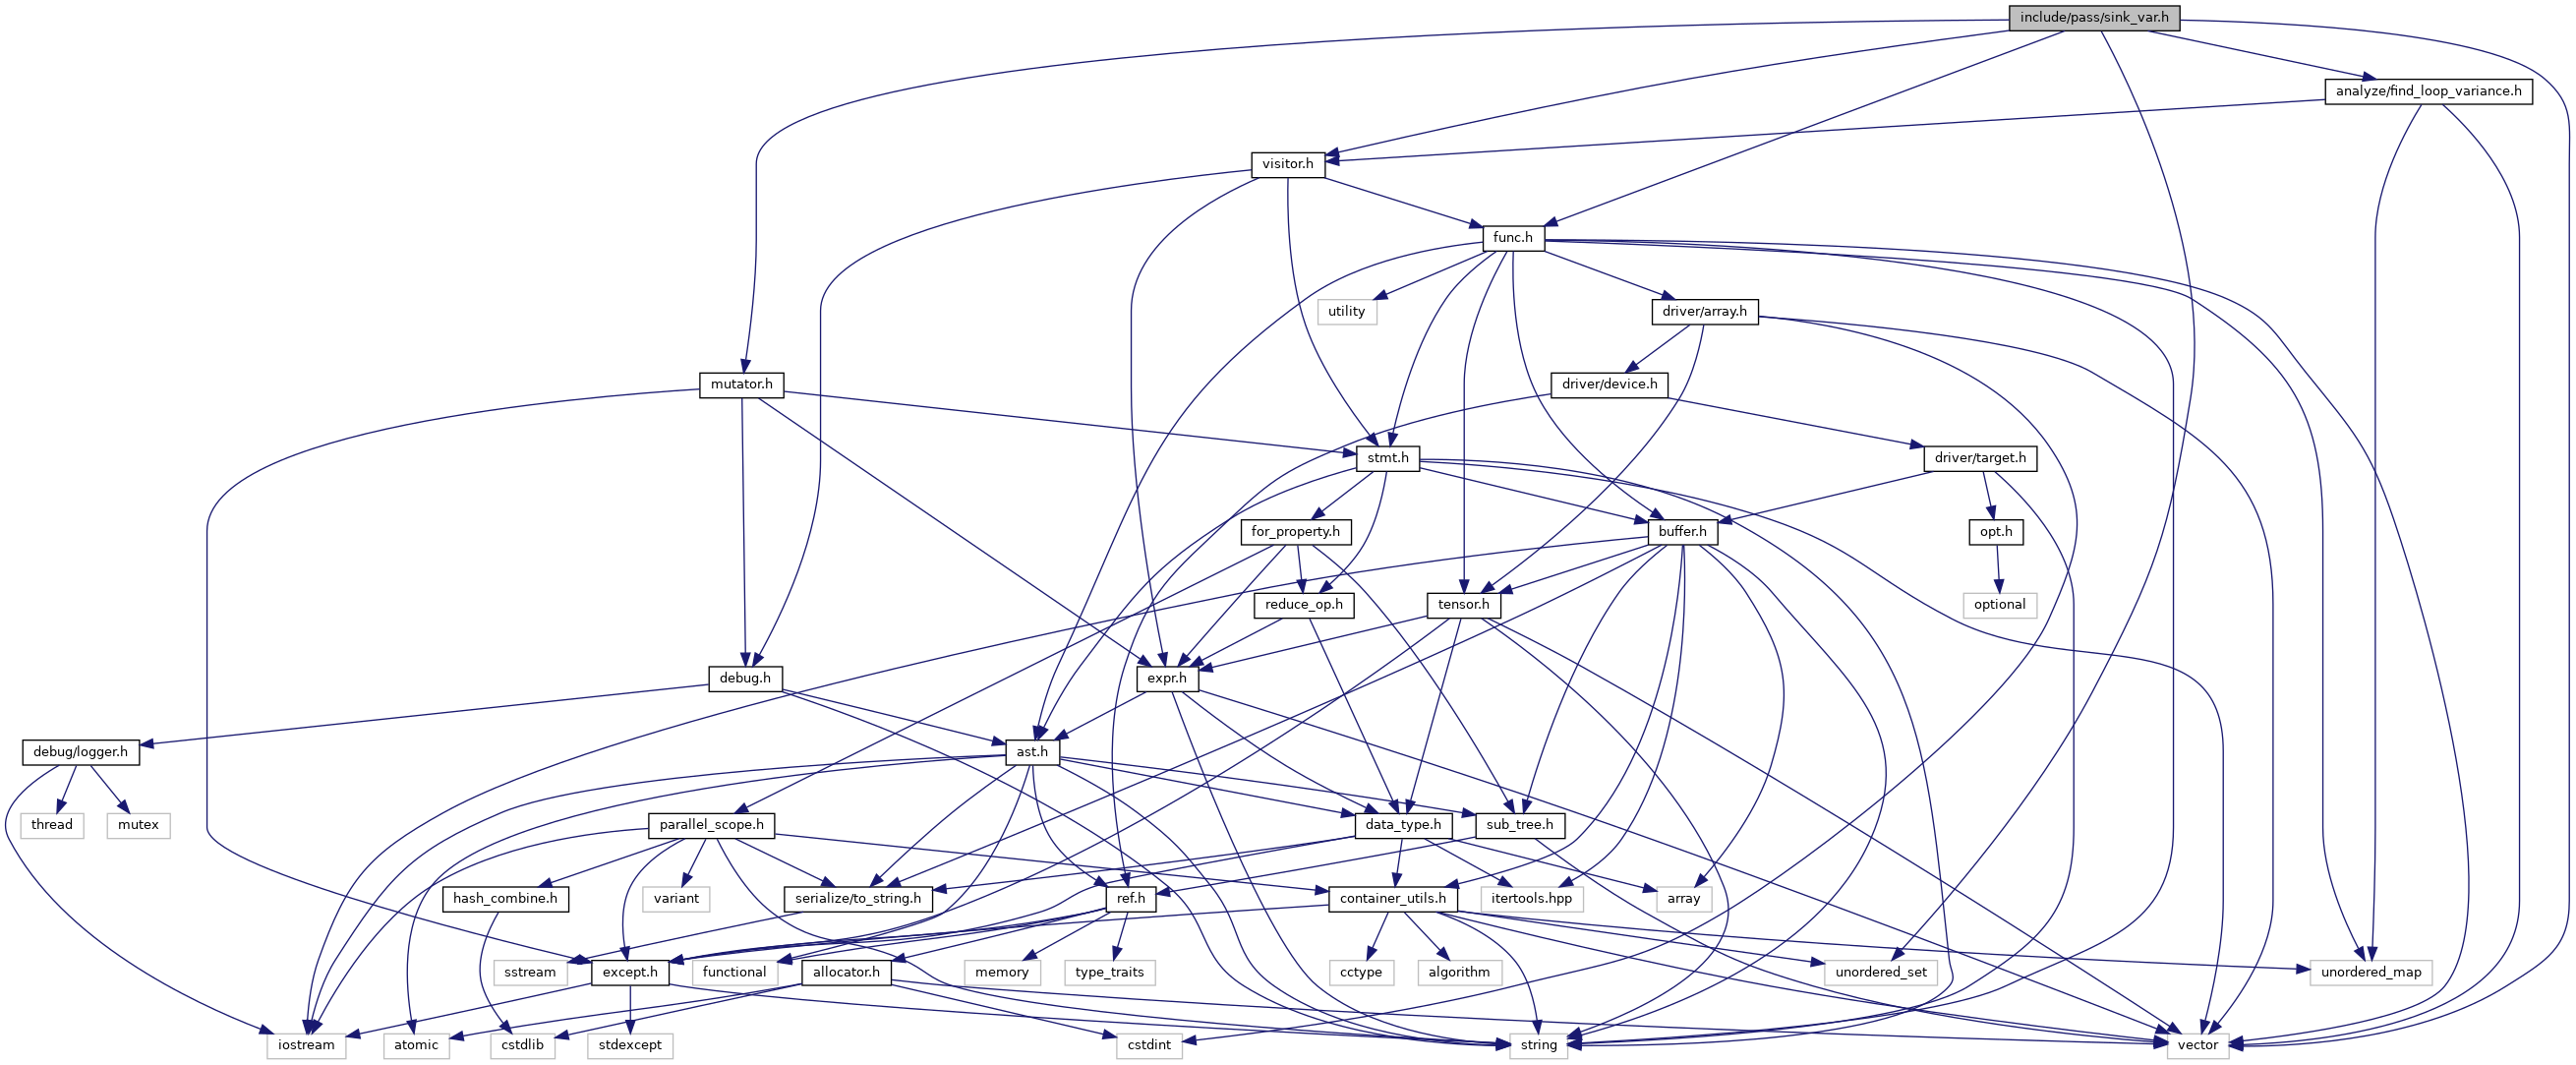 include/pass/sink_var.h
analyze/find_loop_variance.h
visitor.h
func.h
utility
driver/array.h
mutator.h
driver/device.h
stmt.h
driver/target.h
for_property.h
buffer.h
opt.h
reduce_op.h
tensor.h
optional
debug.h
expr.h
debug/logger.h
ast.h
thread
mutex
parallel_scope.h
data_type.h
sub_tree.h
hash_combine.h
variant
serialize/to_string.h
ref.h
container_utils.h
itertools.hpp
array
sstream
except.h
functional
allocator.h
memory
type_traits
cctype
algorithm
unordered_set
unordered_map
iostream
atomic
cstdlib
stdexcept
cstdint
string
vector